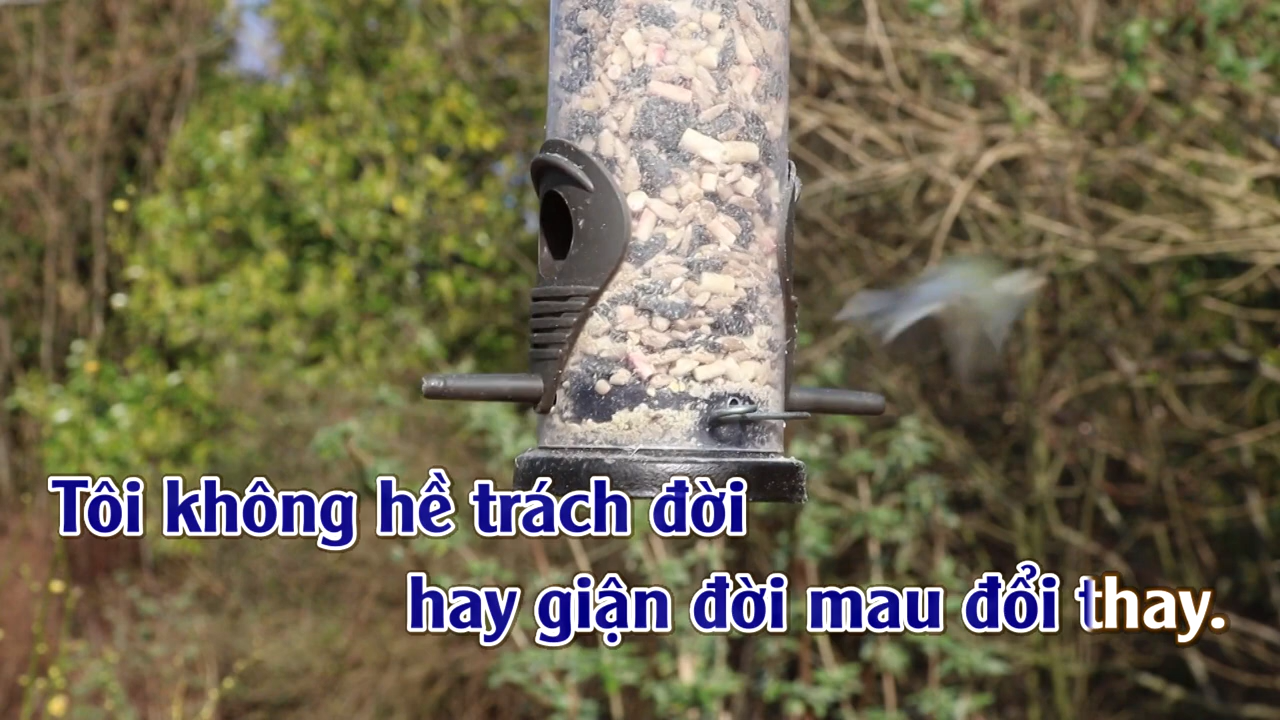 Tôi không hề trách đời
hay giận đời mau đổi thay.